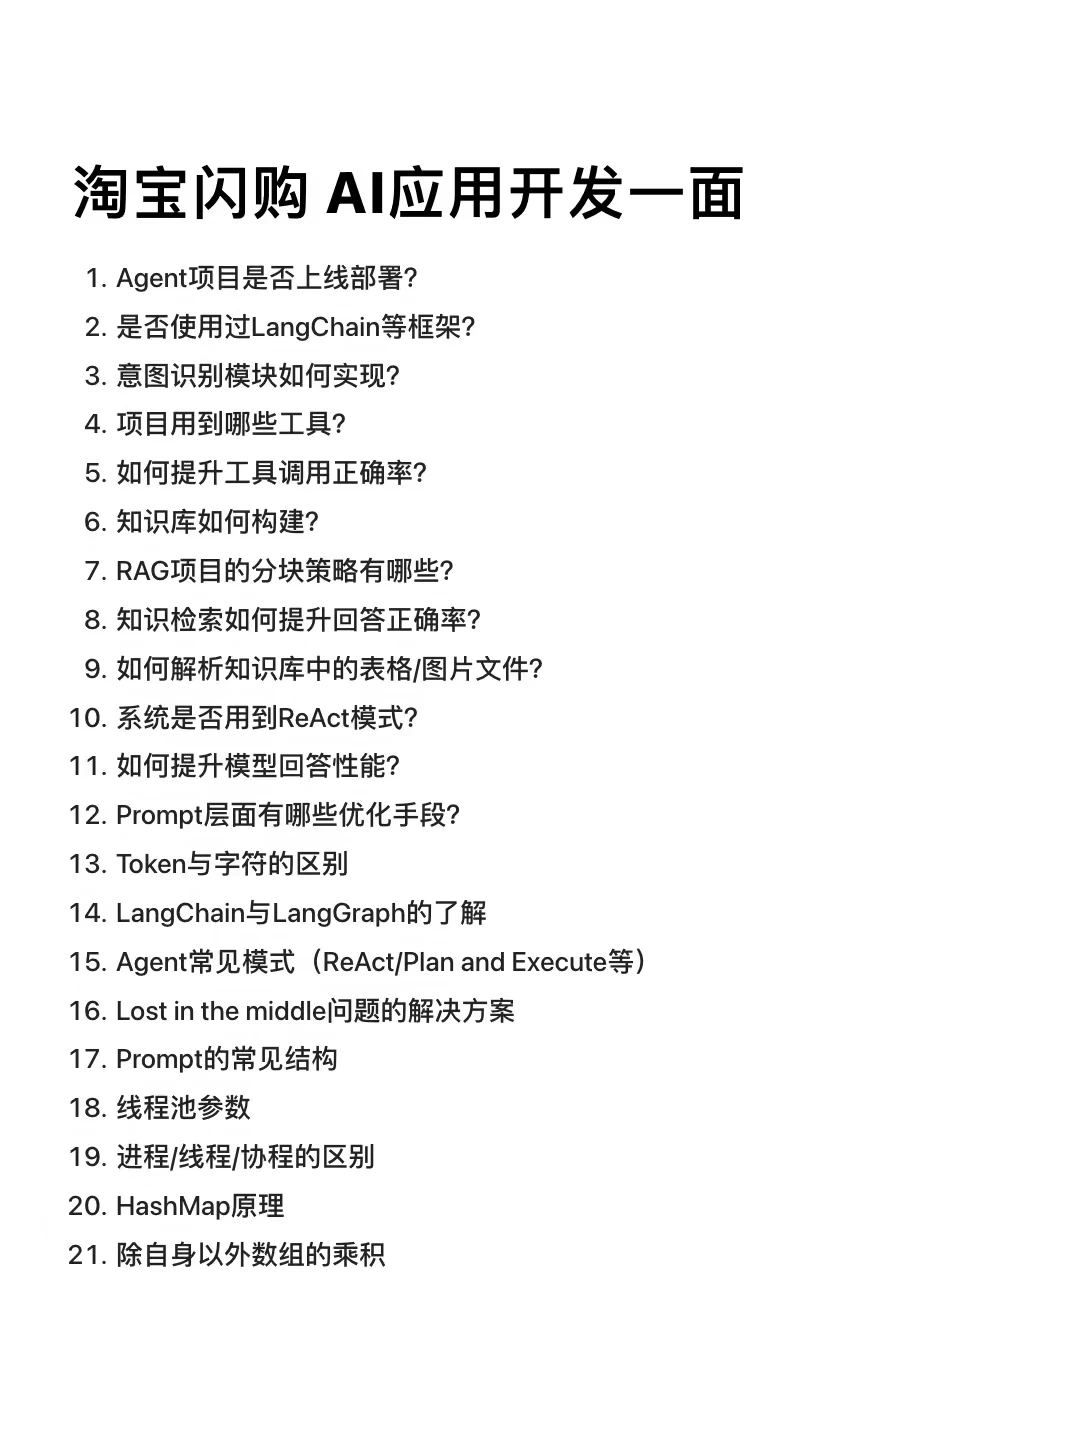 淘宝闪购 AI应用开发一面
1. Agent项目是否上线部署?
2. 是否使用过LangChain等框架?
3. 意图识别模块如何实现?
4. 项目用到哪些工具?
5. 如何提升工具调用正确率?
6. 知识库如何构建?
7. RAG项目的分块策略有哪些?
8. 知识检索如何提升回答正确率?
9. 如何解析知识库中的表格/图片文件?
10. 系统是否用到ReAct模式?
11. 如何提升模型回答性能?
12. Prompt层面有哪些优化手段?
13. Token与字符的区别
14. LangChain与LangGraph的了解
15. Agent常见模式（ReAct/Plan and Execute等）
16. Lost in the middle问题的解决方案
17. Prompt的常见结构
18. 线程池参数
19. 进程/线程/协程的区别
20. HashMap原理
21. 除自身以外数组的乘积